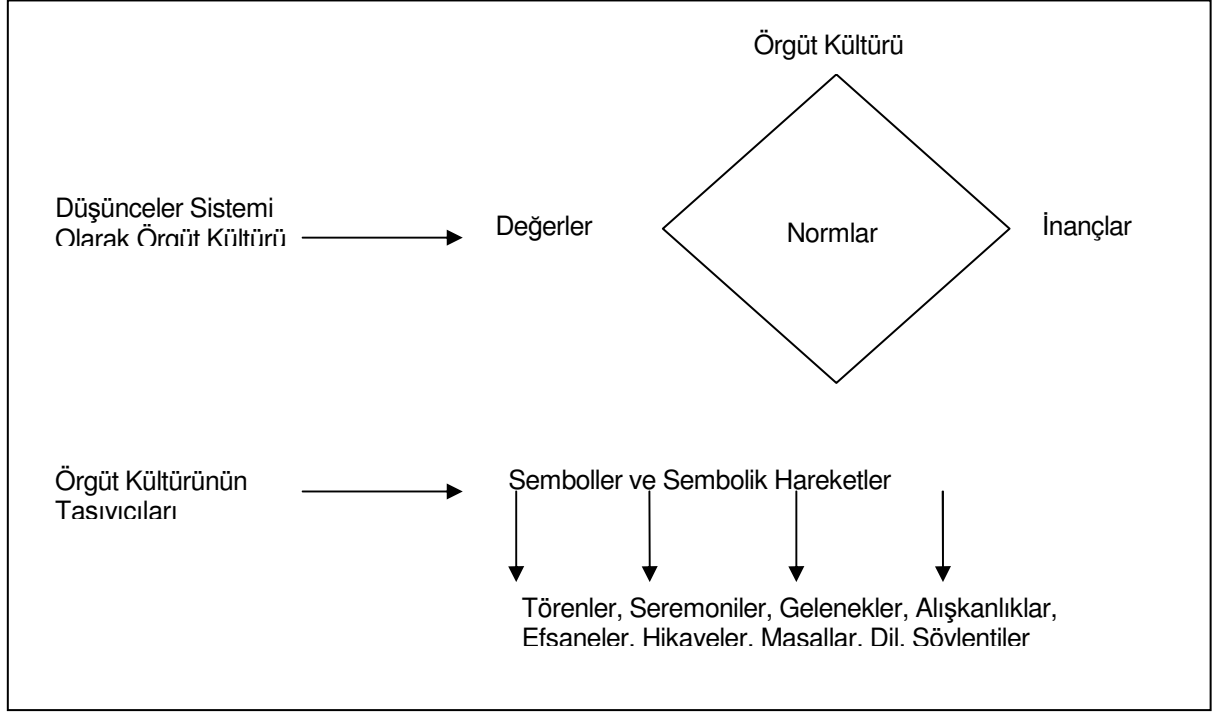 Örgüt Kültürü
Düşünceler Sistemi
Olarak Örgüt Kültürü
Değerler
Normlar
İnançlar
Örgüt Kültürünün
Taşıyıcıları
Semboller ve Sembolik Hareketler
Törenler, Seremoniler, Gelenekler, Alışkanlıklar,
Efsaneler, Hikayeler, Masallar, Dil, Söylentiler